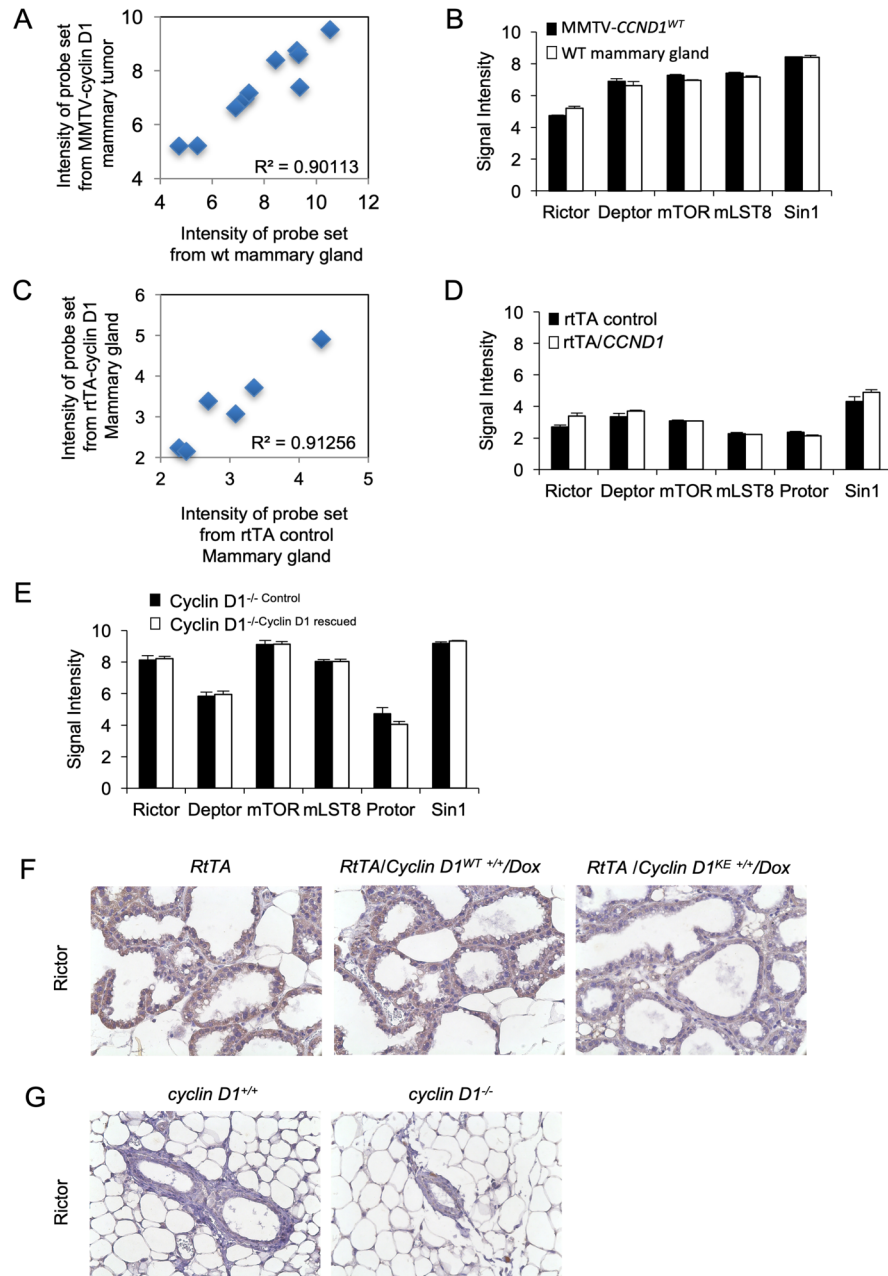 A
Intensity of probe set
from MMTV-cyclin D1
mammary tumor
10
8
6
4
4 6 8 10 12
R² = 0.90113
Intensity of probe set
from wt mammary gland
B
MMTV-CCND1WT
WT mammary gland
Signal Intensity
10
8
6
4
2
0
Rictor Deptor mTOR mLST8 Sin1
C
Intensity of probe set
from rtTA-cyclin D1
Mammary gland
6
5
4
3
2
2 3 4 5
R² = 0.91256
Intensity of probe set
from rtTA control
Mammary gland
D
rtTA control
rtTA/CCND1
Signal Intensity
10
8
6
4
2
0
Rictor Deptor mTOR mLST8 Protor Sin1
E
Cyclin D1-/- Control
Cyclin D1-/-Cyclin D1 rescued
Signal Intensity
10
8
6
4
2
0
Rictor Deptor mTOR mLST8 Protor Sin1
F
RtTA RtTA/Cyclin D1WT +/+/Dox RtTA /Cyclin D1KE +/+/Dox
Rictor
G
cyclin D1+/+ cyclin D1-/-
Rictor